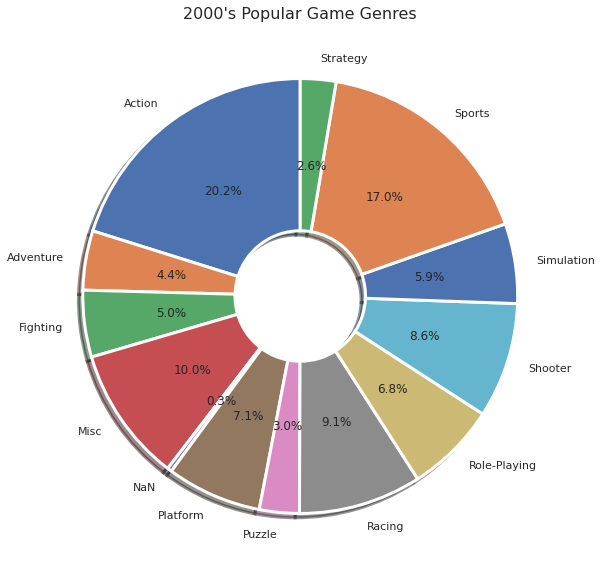 2000's Popular Game Genres
Strategy
Action
Sports
2.6%
20.2%
17.0%
Adventure
Simulation
4.4%
5.9%
Fighting
5.0%
8.6%
Shooter
10.0%
6.8%
0.3%
7.1%
3.0%
9.1%
Misc
Role-Playing
NaN
Platform
Racing
Puzzle